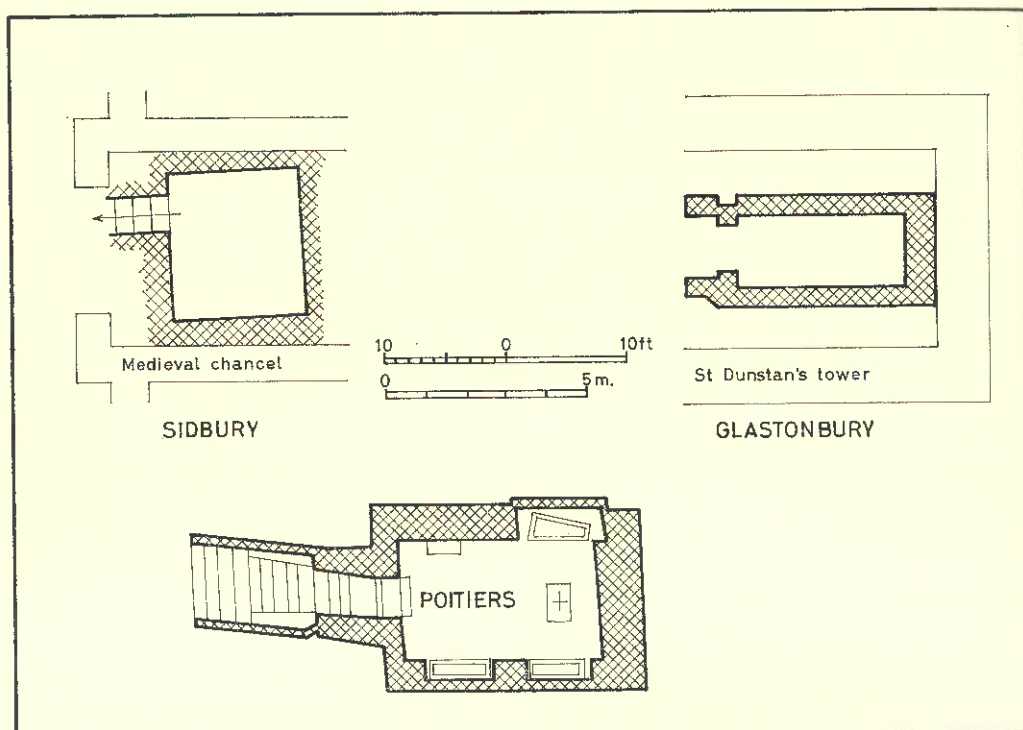 10 0 10ft
Medieval chancel
0 5m.
St Dunstan's tower
SIDBURY
GLASTONBURY
POITIERS